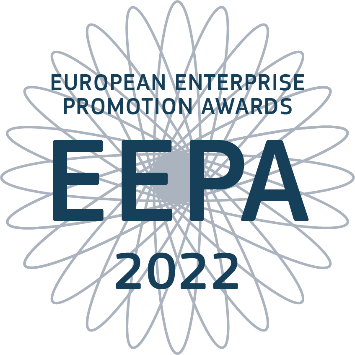 EUROPEAN ENTERPRISE
PROMOTION AWARDS
EEPA
2022